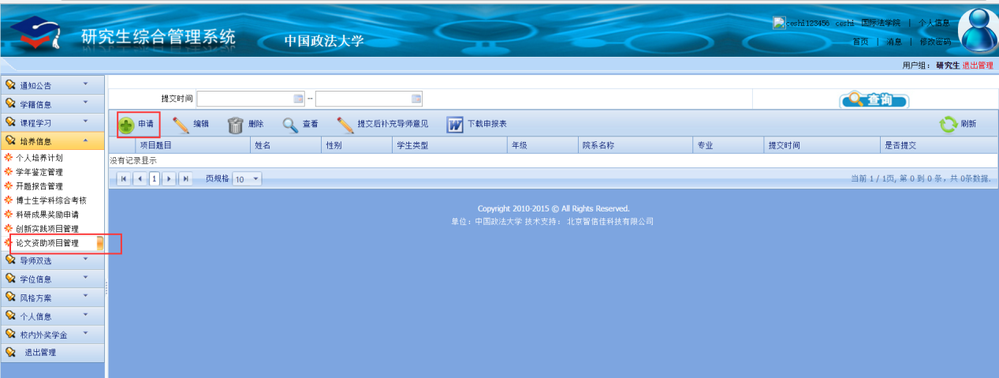 ceshi123456 ceshi 国际法学院 | 个人信息
研究生综合管理系统 中国政法大学
首页 | 消息 | 修改密码
用户组： 研究生 退出管理
通知公告
学籍信息
课程学习
培养信息
个人培养计划
学年鉴定管理
开题报告管理
博士生学科综合考核
科研成果奖励申请
创新实践项目管理
论文资助项目管理
导师双选
学位信息
风格方案
个人信息
校内外奖学金
退出管理
提交时间 -- 查询
申请 编辑 删除 查看 提交后补充导师意见 下载申报表 刷新
项目题目 姓名 性别 学生类型 年级 院系名称 专业 提交时间 是否提交
没有记录显示
1 页规格 10 当前 1 / 1页, 第 0 到 0 条，共 0条数据.
Copyright 2010-2015 © All Rights Reserved.
单位：中国政法大学 技术支持： 北京智信佳科技有限公司